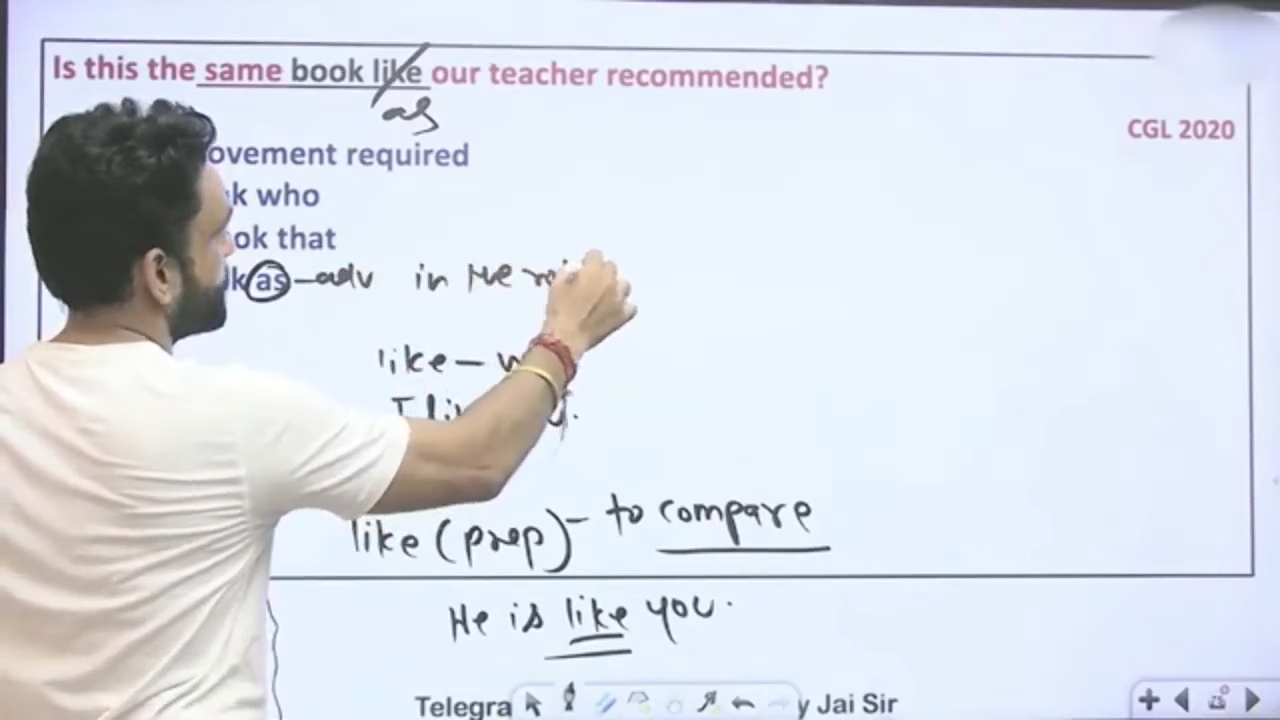 Is this the same book like our teacher recommended?
as
CGL 2020
ovement required
k who
ok that
k as - adv in the
like -
I li
like (prep) - to compare
He is like you.
Telegra y Jai Sir